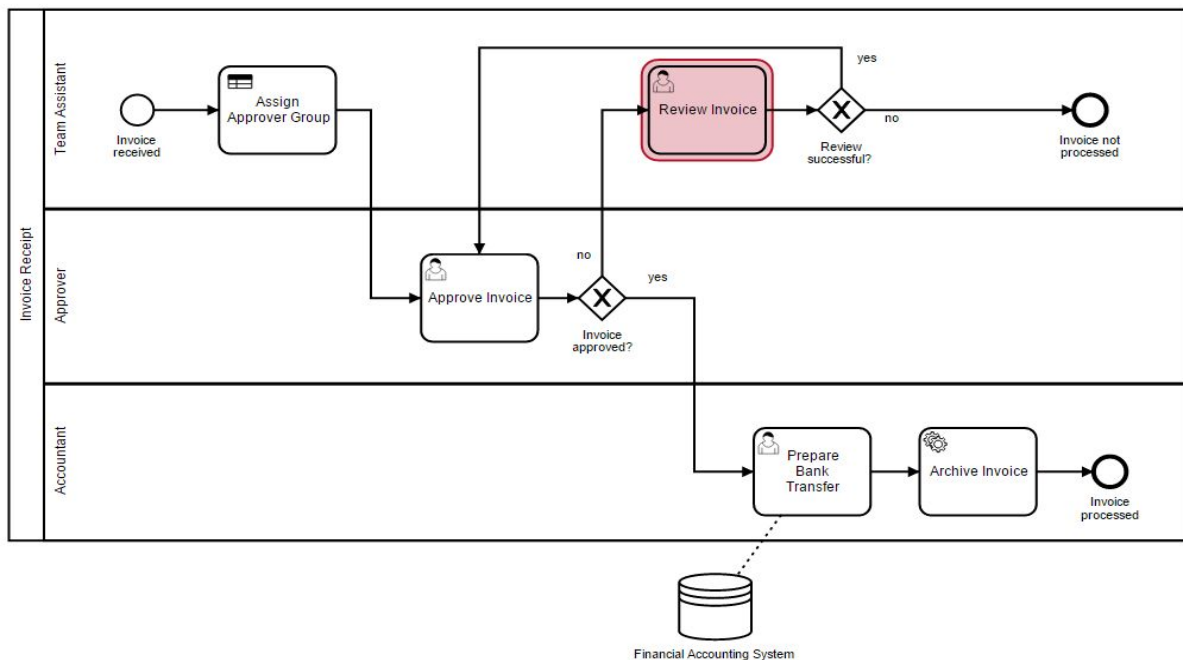 Invoice Receipt
Team Assistant
Invoice
received
Assign
Approver Group
Review Invoice
yes
no
Review
successful?
Invoice not
processed
Approver
Approve Invoice
no
yes
Invoice
approved?
Accountant
Prepare
Bank
Transfer
Archive Invoice
Invoice
processed
Financial Accounting System